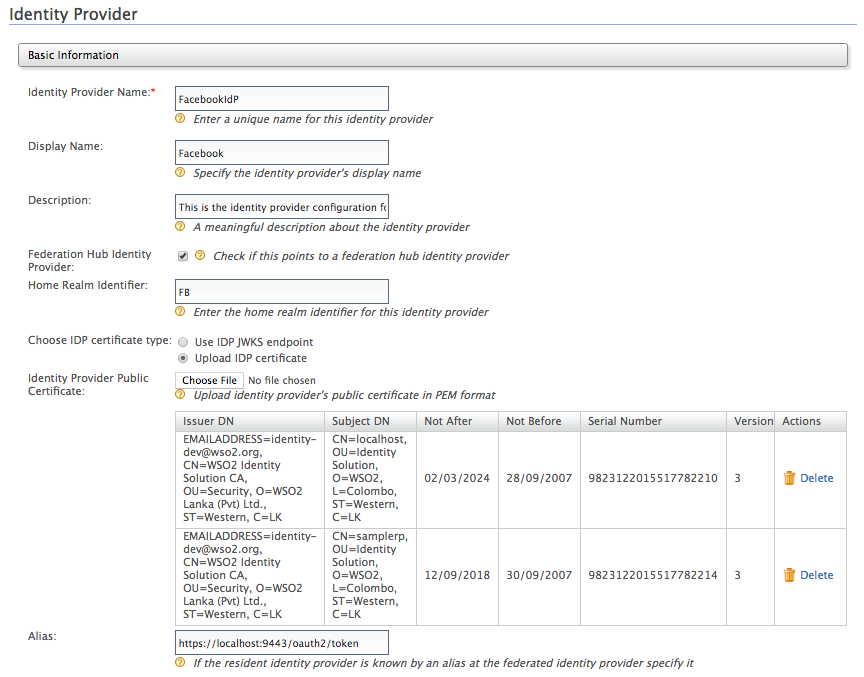 Identity Provider
Basic Information
Identity Provider Name:*
FacebookIdP
Enter a unique name for this identity provider
Display Name:
Facebook
Specify the identity provider's display name
Description:
This is the identity provider configuration fo
A meaningful description about the identity provider
Federation Hub Identity
Provider:
Check if this points to a federation hub identity provider
Home Realm Identifier:
FB
Enter the home realm identifier for this identity provider
Choose IDP certificate type:
Use IDP JWKS endpoint
Upload IDP certificate
Identity Provider Public
Certificate:
Choose File No file chosen
Upload identity provider's public certificate in PEM format
Issuer DN Subject DN Not After Not Before Serial Number Version Actions
EMAILADDRESS=identity-
dev@wso2.org,
CN=WSO2 Identity
Solution CA,
OU=Security, O=WSO2
Lanka (Pvt) Ltd.,
ST=Western, C=LK
CN=localhost,
OU=Identity
Solution,
O=WSO2,
L=Colombo,
ST=Western,
C=LK
02/03/2024
28/09/2007
9823122015517782210
3
Delete
EMAILADDRESS=identity-
dev@wso2.org,
CN=WSO2 Identity
Solution CA,
OU=Security, O=WSO2
Lanka (Pvt) Ltd.,
ST=Western, C=LK
CN=samplerp,
OU=Identity
Solution,
O=WSO2,
L=Colombo,
ST=Western,
C=LK
12/09/2018
30/09/2007
9823122015517782214
3
Delete
Alias:
https://localhost:9443/oauth2/token
If the resident identity provider is known by an alias at the federated identity provider specify it